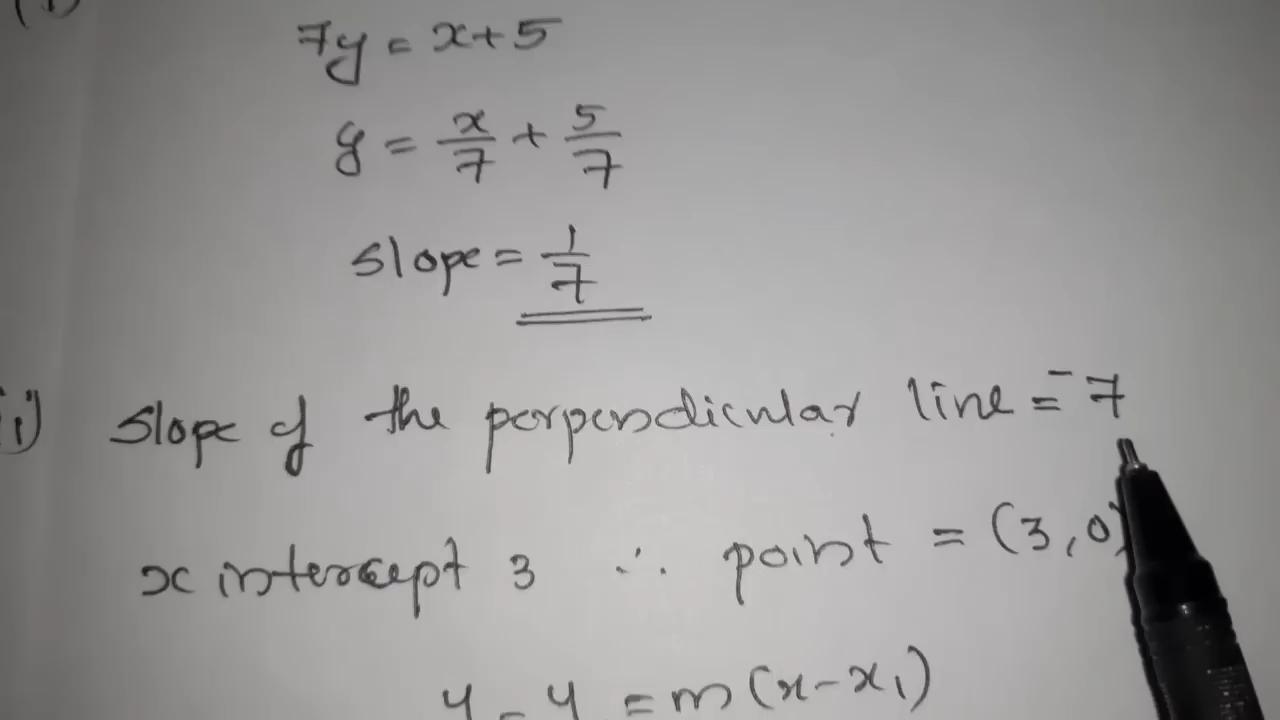 7y = x + 5
y = x/7 + 5/7
slope = 1/7
ii) Slope of the perpendicular line = -7
x intercept 3 ∴ point = (3, 0)
y - y = m(x - x₁)